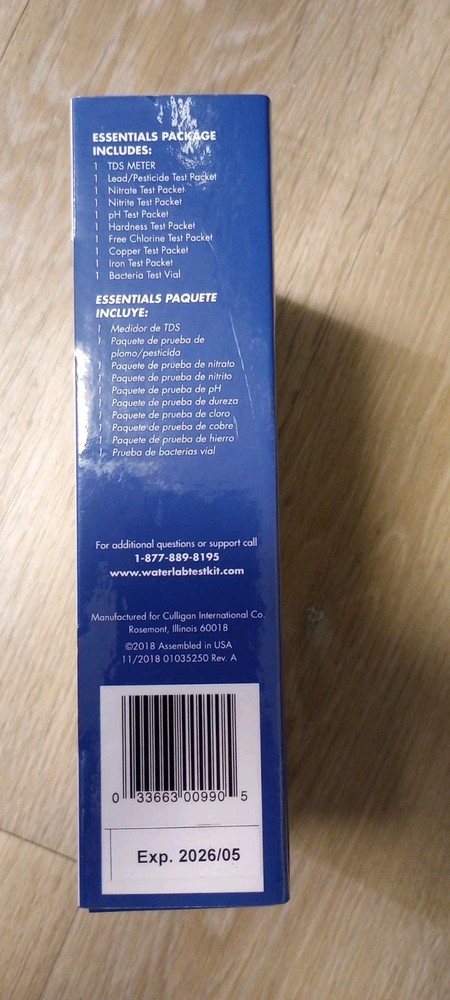 ESSENTIALS PACKAGE
INCLUDES:
1 TDS METER
1 Lead/Pesticide Test Packet
1 Nitrate Test Packet
1 Nitrite Test Packet
1 pH Test Packet
1 Hardness Test Packet
1 Free Chlorine Test Packet
1 Copper Test Packet
1 Iron Test Packet
1 Bacteria Test Vial
ESSENTIALS PAQUETE
INCLUYE:
1 Medidor de TDS
1 Paquete de prueba de
plomo/pesticida
1 Paquete de prueba de nitrato
1 Paquete de prueba de nitrito
1 Paquete de prueba de pH
1 Paquete de prueba de dureza
1 Paquete de prueba de cloro
1 Paquete de prueba de cobre
1 Paquete de prueba de hierro
1 Prueba de bacterias vial
For additional questions or support call
1-877-889-8195
www.waterlabtestkit.com
Manufactured for Culligan International Co.
Rosemont, Illinois 60018
©2018 Assembled in USA
11/2018 01035250 Rev. A
0 33663 00990 5
Exp. 2026/05